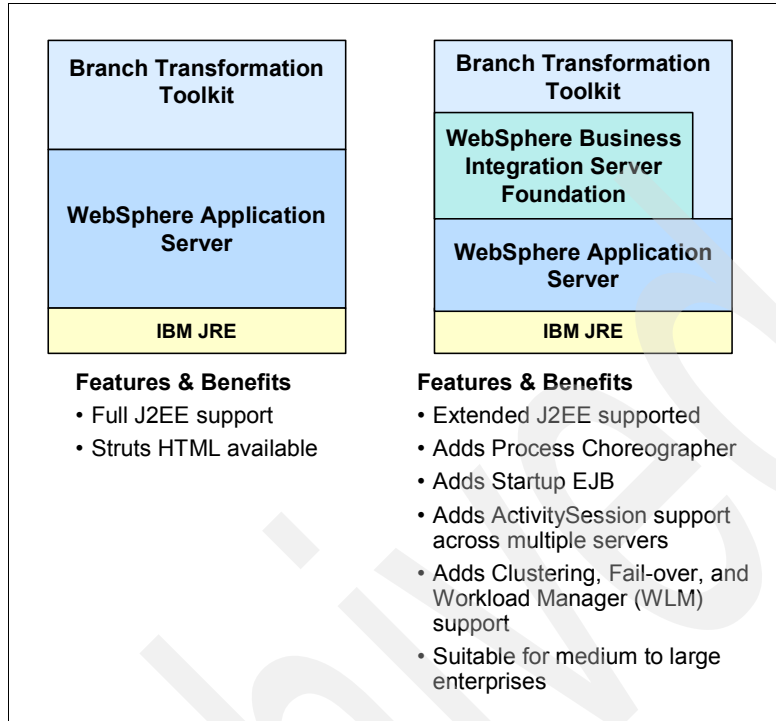 Branch Transformation
Toolkit
WebSphere Application
Server
IBM JRE
Features & Benefits
• Full J2EE support
• Struts HTML available
Branch Transformation
Toolkit
WebSphere Business
Integration Server
Foundation
WebSphere Application
Server
IBM JRE
Features & Benefits
• Extended J2EE supported
• Adds Process Choreographer
• Adds Startup EJB
• Adds ActivitySession support
across multiple servers
• Adds Clustering, Fail-over, and
Workload Manager (WLM)
support
• Suitable for medium to large
enterprises